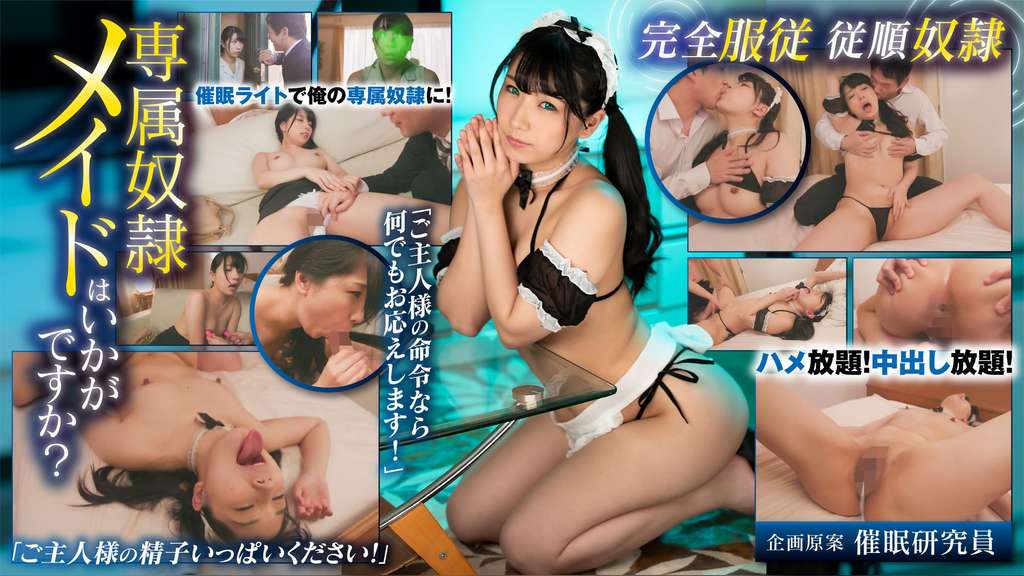 専属奴隷
メイドはいかが
ですか?
催眠ライトで俺の専属奴隷に!
「ご主人様の命令なら
何でもお応えします!」
「ご主人様の精子いっぱいください!」
完全服従 従順奴隷
ハメ放題!中出し放題!
企画原案 催眠研究員